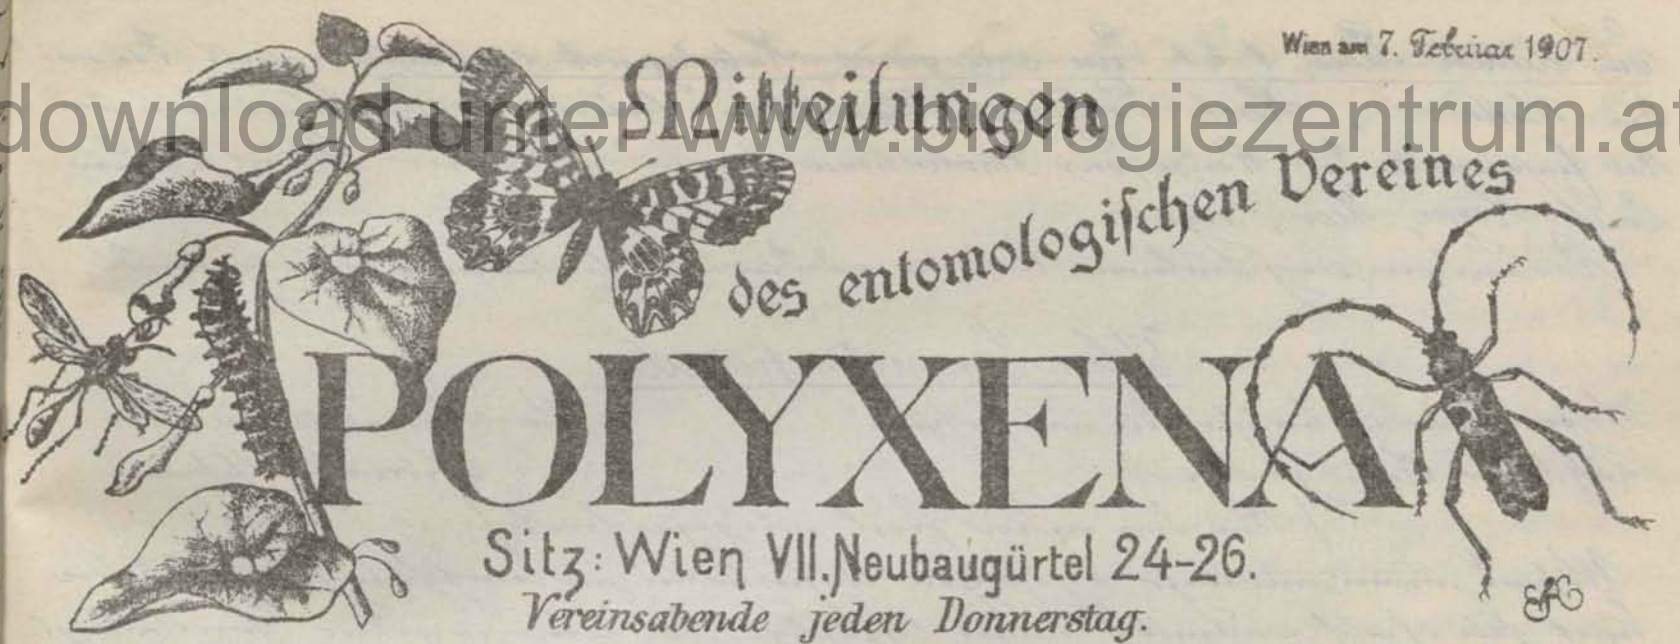 Wien am 7. Februar 1907.
download unter www.biologiezentrum.a
Mitteilungen
des entomologischen Vereines
POLYXENA
Sitz: Wien VII. Neubaugürtel 24-26.
Vereinsabende jeden Donnerstag.